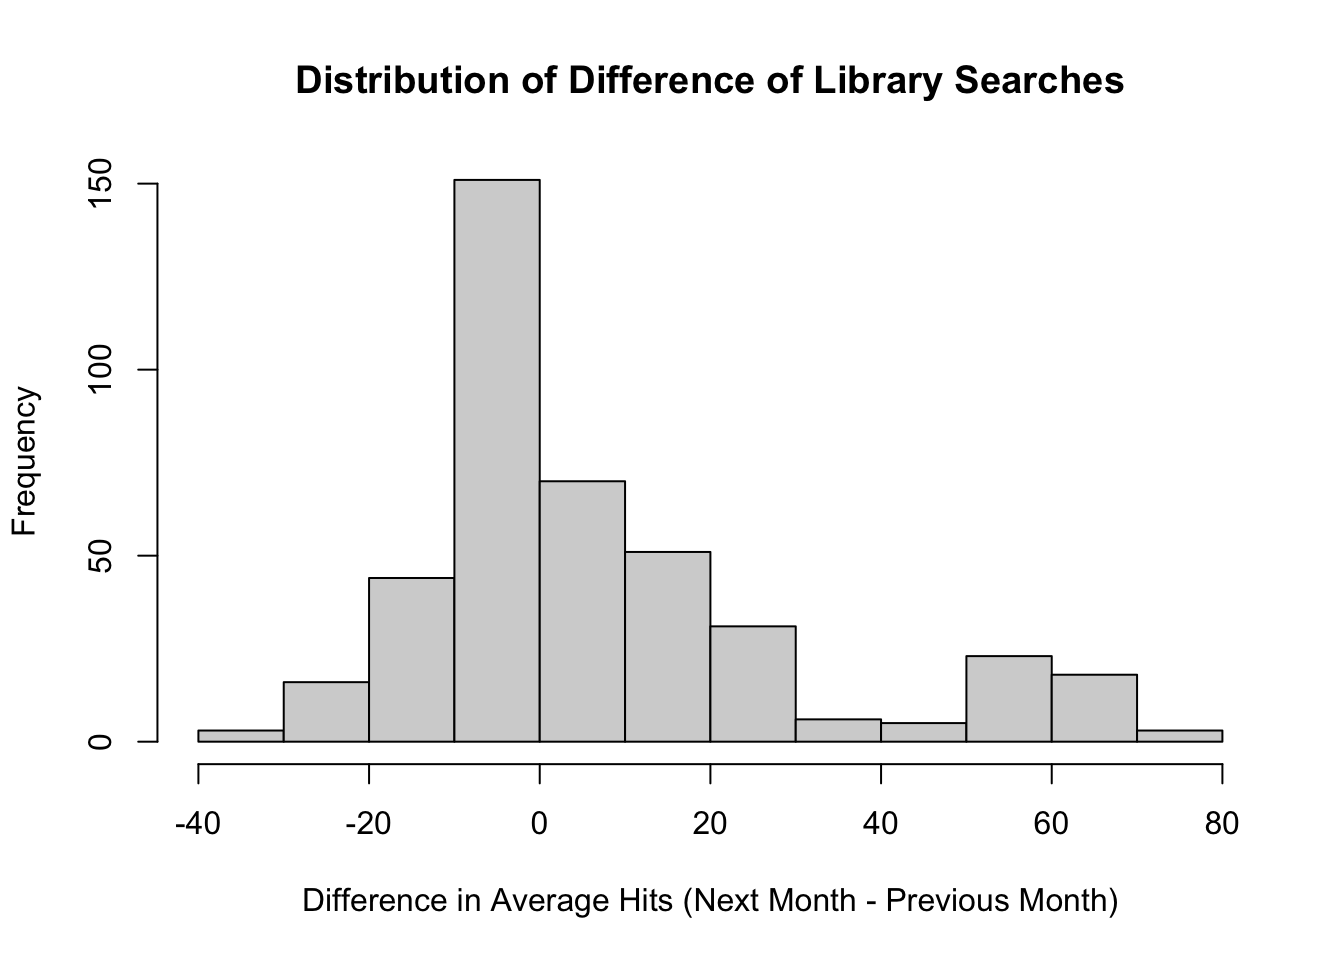 Distribution of Difference of Library Searches
Frequency
150
100
50
0
-40 -20 0 20 40 60 80
Difference in Average Hits (Next Month - Previous Month)